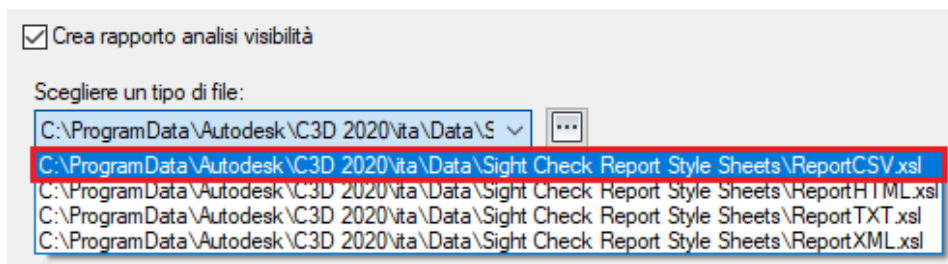 Crea rapporto analisi visibilità
Scegliere un tipo di file:
C:\ProgramData\Autodesk\C3D 2020\ita\Data\S
C:\ProgramData\Autodesk\C3D 2020\ita\Data\Sight Check Report Style Sheets\ReportCSV.xsl
C:\ProgramData\Autodesk\C3D 2020\ita\Data\Sight Check Report Style Sheets\ReportHTML.xsl
C:\ProgramData\Autodesk\C3D 2020\ita\Data\Sight Check Report Style Sheets\ReportTXT.xsl
C:\ProgramData\Autodesk\C3D 2020\ita\Data\Sight Check Report Style Sheets\ReportXML.xsl